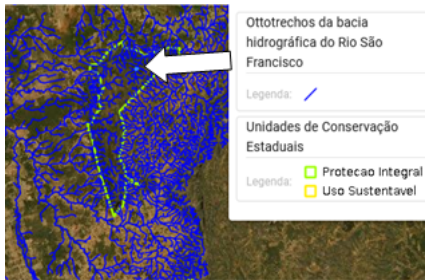 Ottotrechos da bacia
hidrográfica do Rio São
Francisco
Legenda:
Unidades de Conservação
Estaduais
Legenda:
Protecao Integral
Uso Sustentavel